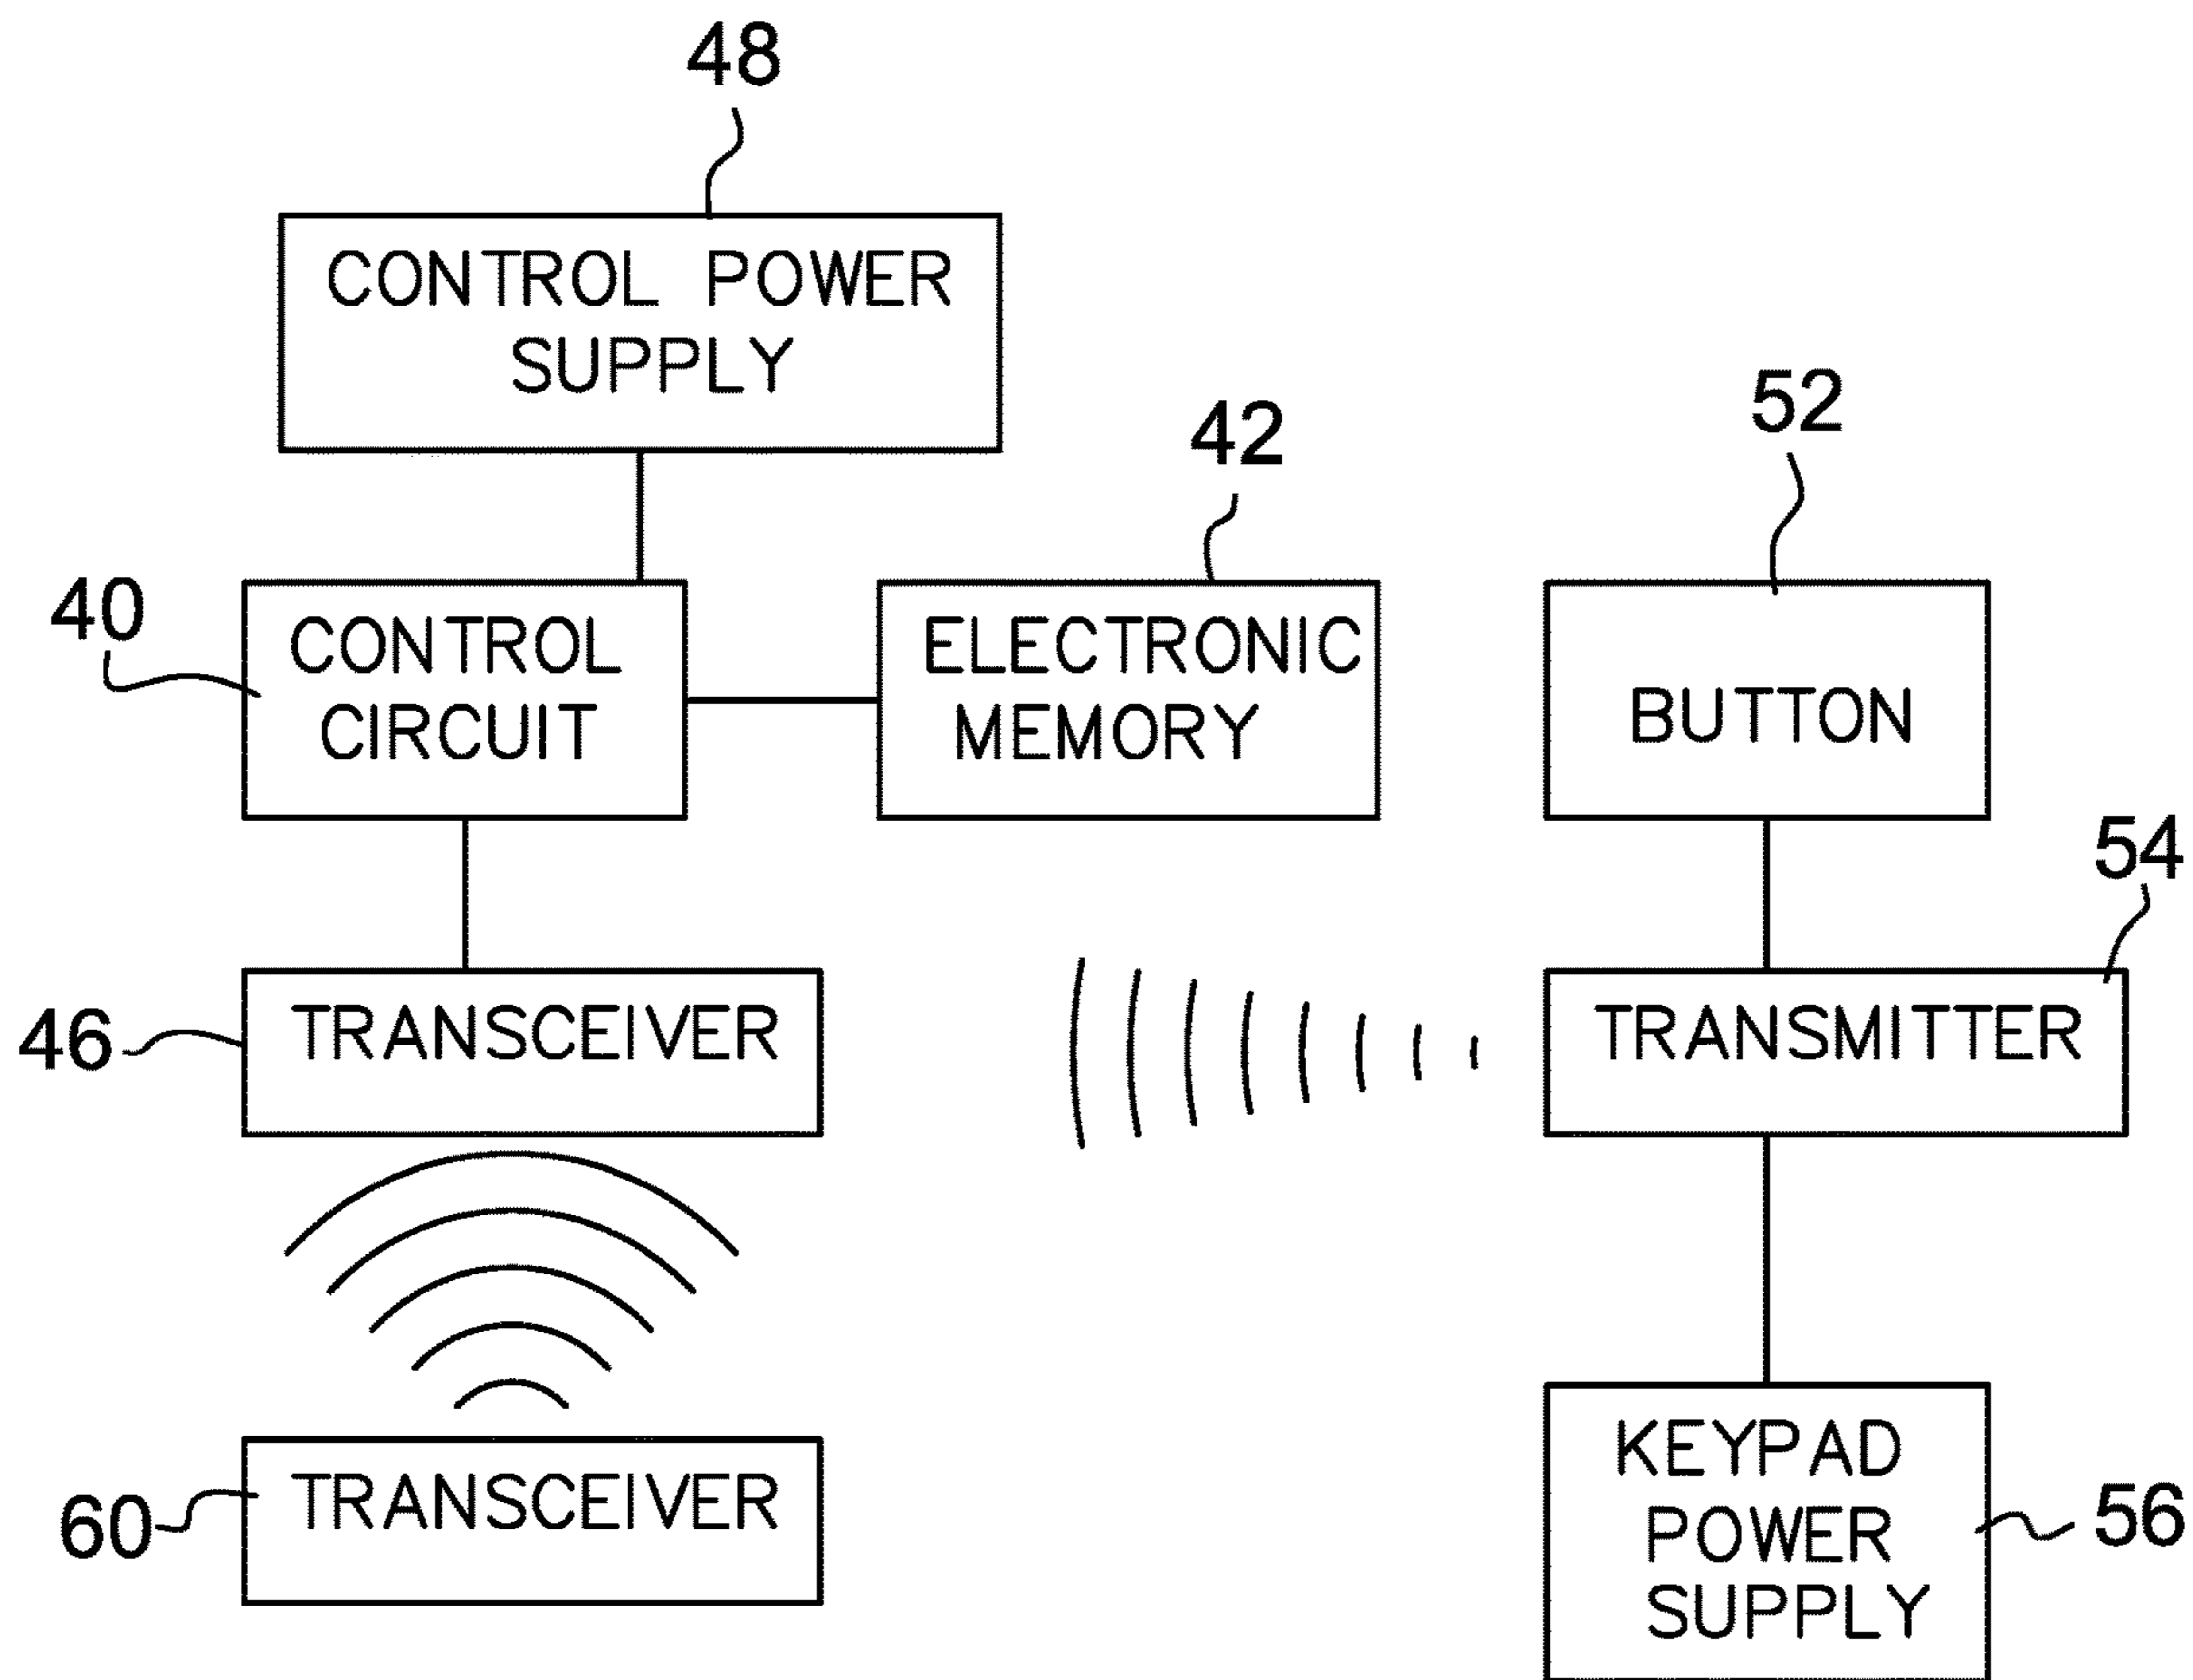 48
CONTROL POWER
SUPPLY
42
52
40
CONTROL
CIRCUIT
ELECTRONIC
MEMORY
BUTTON
54
46
TRANSCEIVER
TRANSMITTER
60
TRANSCEIVER
KEYPAD
POWER
SUPPLY
56